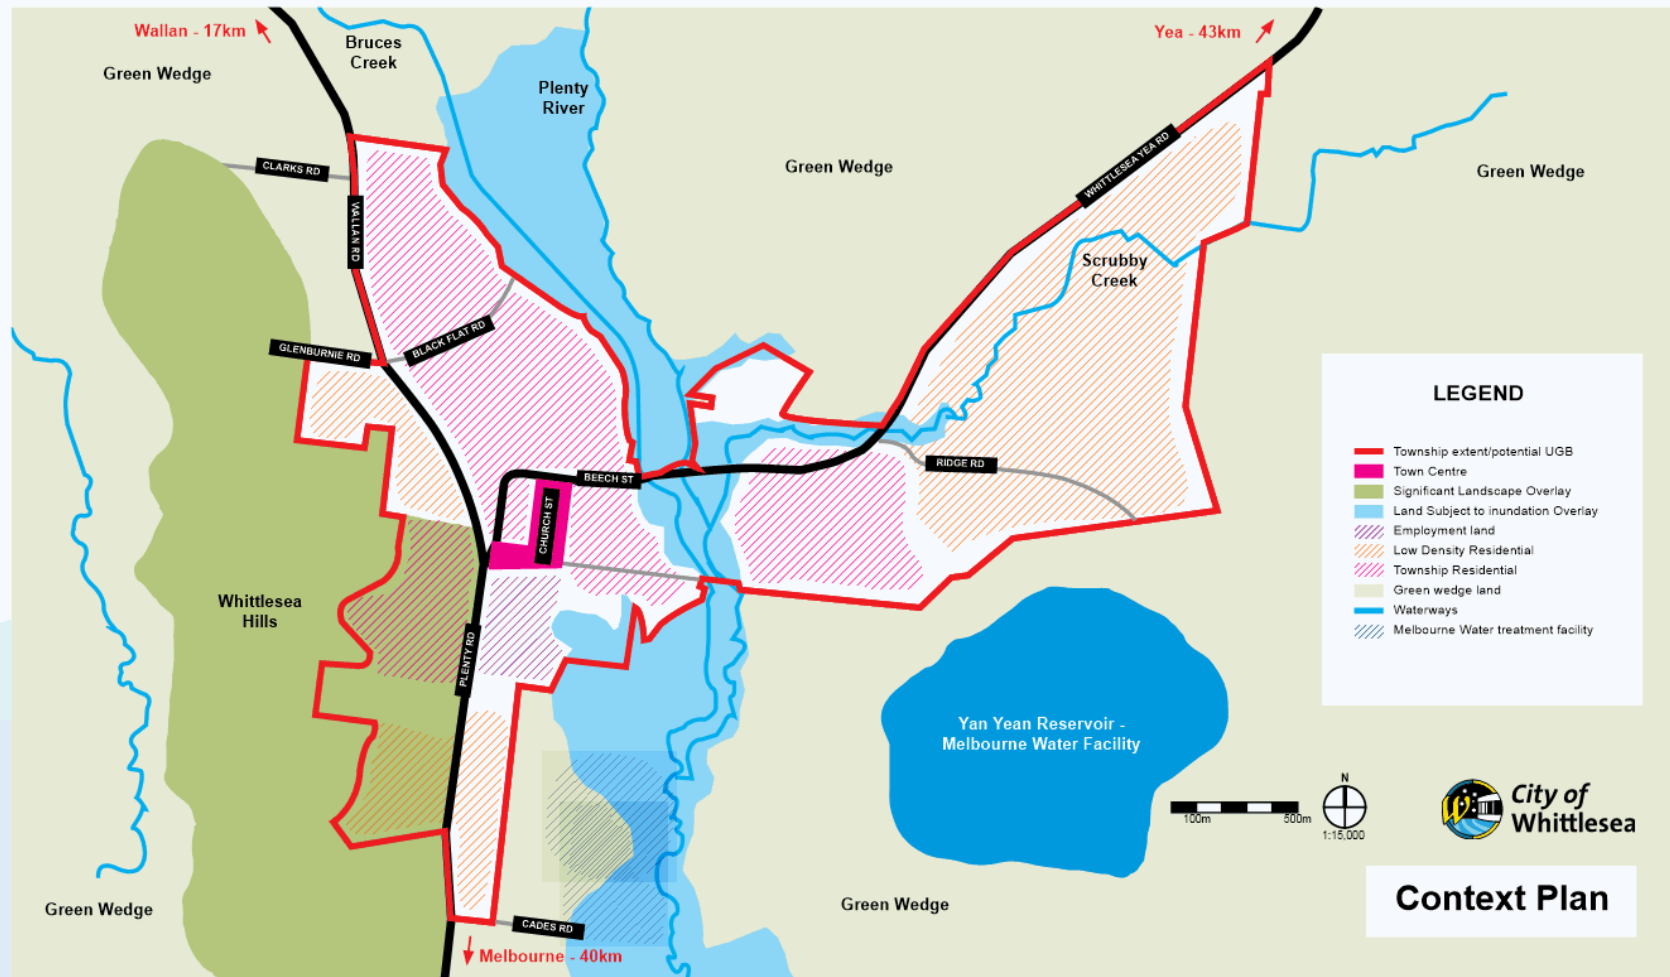 Wallan - 17km
Yea - 43km
Bruces
Creek
Green Wedge
Plenty
River
Green Wedge
Green Wedge
WHITTLESEA YEA RD
CLARKS RD
WALLAN RD
Scrubby
Creek
BLACK FLAT RD
GLENBURNIE RD
RIDGE RD
BEECH ST
CHURCH ST
Whittlesea
Hills
PLENTY RD
Yan Yean Reservoir -
Melbourne Water Facility
Green Wedge
Green Wedge
CADES RD
Melbourne - 40km
LEGEND
Township extent/potential UGB
Town Centre
Significant Landscape Overlay
Land Subject to inundation Overlay
Employment land
Low Density Residential
Township Residential
Green wedge land
Waterways
Melbourne Water treatment facility
100m
500m
N
1:15,000
W
City of
Whittlesea
Context Plan